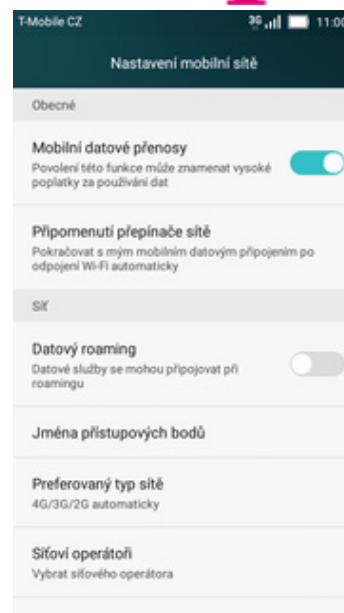 T-Mobile CZ 3G 11:00
Nastavení mobilní sítě
Obecné
Mobilní datové přenosy
Povolení této funkce může znamenat vysoké
poplatky za používání dat
Připomenutí přepínače sítě
Pokračovat s mým mobilním datovým připojením po
odpojení Wi-Fi automaticky
Síť
Datový roaming
Datové služby se mohou připojovat při
roamingu
Jména přístupových bodů
Preferovaný typ sítě
4G/3G/2G automaticky
Síťoví operátoři
Vybrat síťového operátora